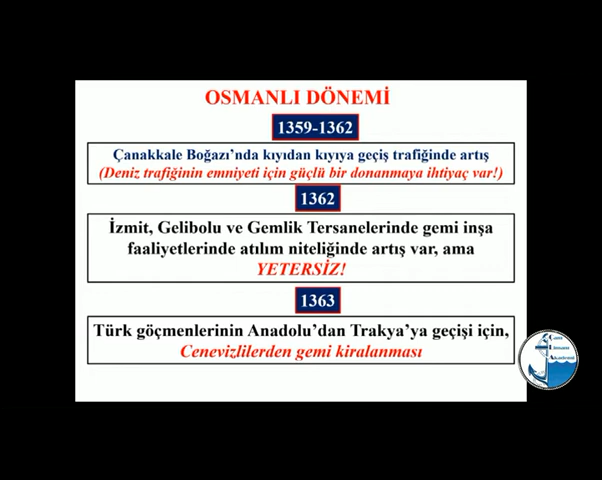 OSMANLI DÖNEMİ
1359-1362
Çanakkale Boğazı’nda kıyıdan kıyıya geçiş trafiğinde artış
(Deniz trafiğinin emniyeti için güçlü bir donanmaya ihtiyaç var!)
1362
İzmit, Gelibolu ve Gemlik Tersanelerinde gemi inşa
faaliyetlerinde atılım niteliğinde artış var, ama
YETERSİZ!
1363
Türk göçmenlerinin Anadolu’dan Trakya’ya geçişi için,
Cenevizlilerden gemi kiralanması